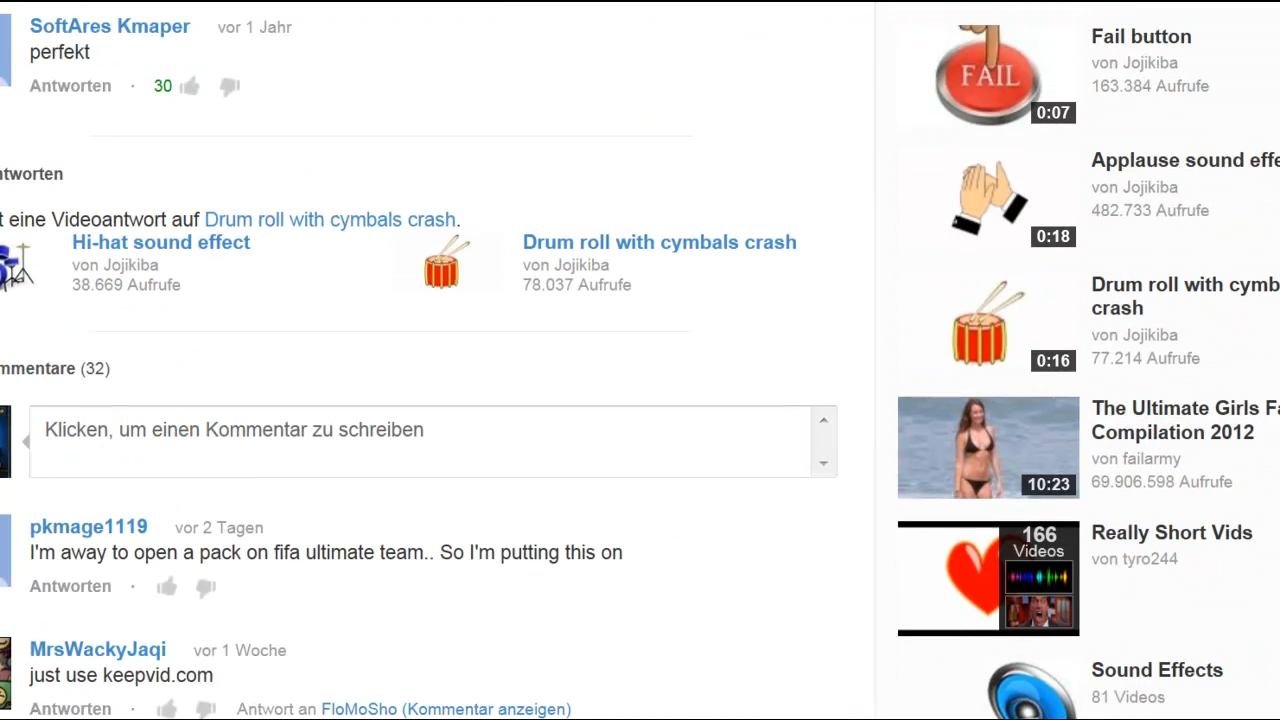 SoftAres Kmaper vor 1 Jahr
perfekt
Antworten · 30
ntworten
t eine Videoantwort auf Drum roll with cymbals crash.
Hi-hat sound effect
von Jojikiba
38.669 Aufrufe
Drum roll with cymbals crash
von Jojikiba
78.037 Aufrufe
mmentare (32)
Klicken, um einen Kommentar zu schreiben
pkmage1119 vor 2 Tagen
I'm away to open a pack on fifa ultimate team.. So I'm putting this on
Antworten ·
MrsWackyJaqi vor 1 Woche
just use keepvid.com
Antworten · Antwort an FloMoSho (Kommentar anzeigen)
FAIL
0:07
Fail button
von Jojikiba
163.384 Aufrufe
0:18
Applause sound effe
von Jojikiba
482.733 Aufrufe
0:16
Drum roll with cymb
crash
von Jojikiba
77.214 Aufrufe
10:23
The Ultimate Girls Fa
Compilation 2012
von failarmy
69.906.598 Aufrufe
166
Videos
Really Short Vids
von tyro244
Sound Effects
81 Videos